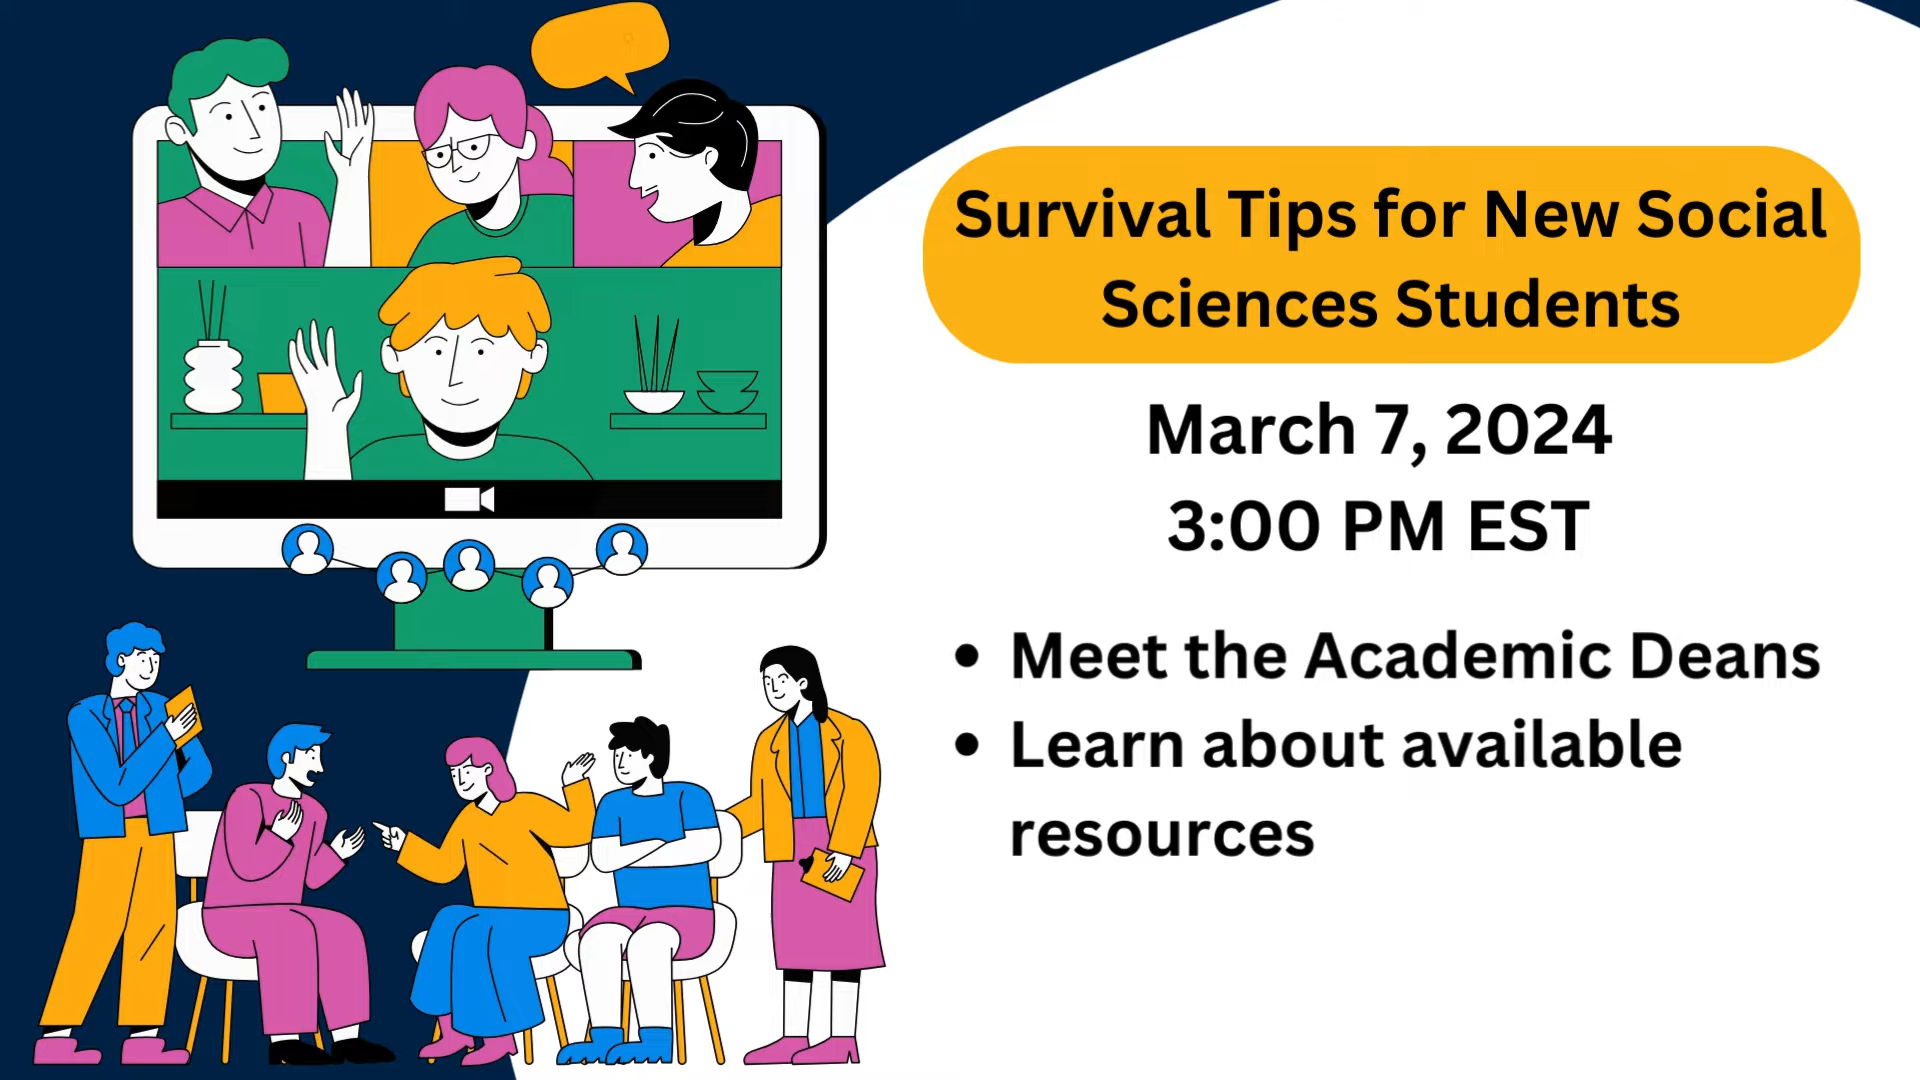 Survival Tips for New Social
Sciences Students
March 7, 2024
3:00 PM EST
• Meet the Academic Deans
• Learn about available
resources